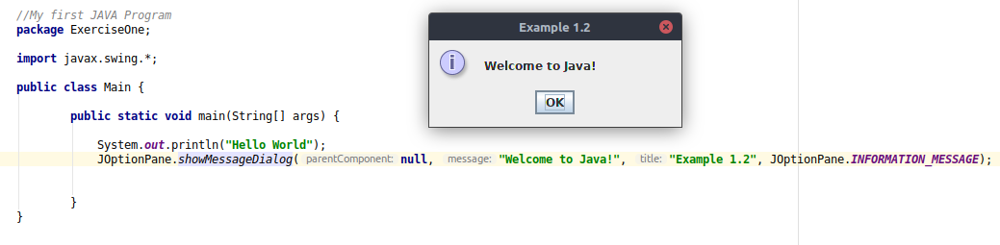 //My first JAVA Program
package ExerciseOne;
import javax.swing.*;
public class Main {
public static void main(String[] args) {
System.out.println("Hello World");
JOptionPane.showMessageDialog( parentComponent: null, message: "Welcome to Java!", title: "Example 1.2", JOptionPane.INFORMATION_MESSAGE);
}
}
Example 1.2
i
Welcome to Java!
OK